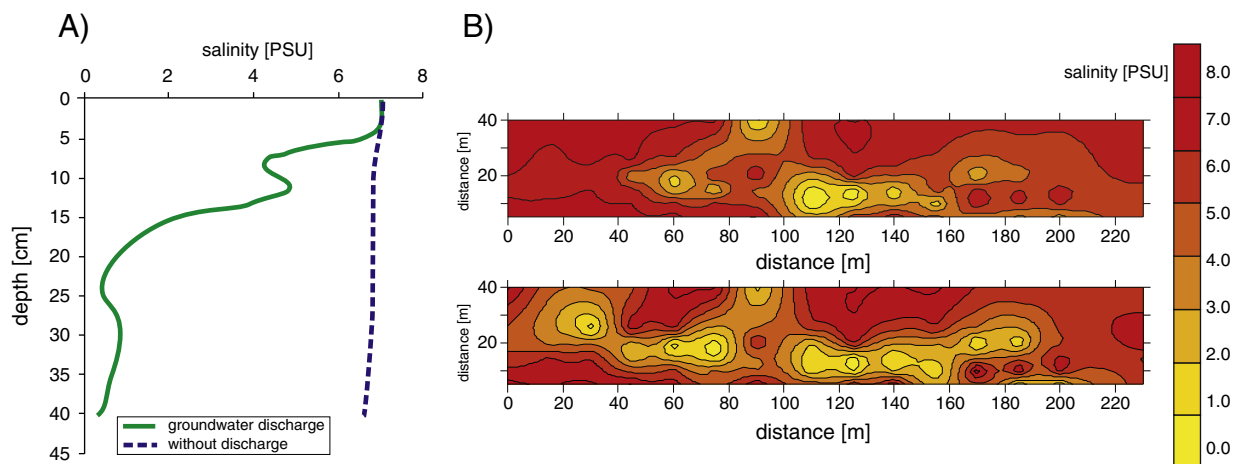 A)
salinity [PSU]
0 2 4 6 8
0
5
10
15
20
25
30
35
40
45
depth [cm]
groundwater discharge
without discharge
B)
salinity [PSU]
8.0
7.0
6.0
5.0
4.0
3.0
2.0
1.0
0.0
40
20
distance [m]
0 20 40 60 80 100 120 140 160 180 200 220
distance [m]
40
20
distance [m]
0 20 40 60 80 100 120 140 160 180 200 220
distance [m]